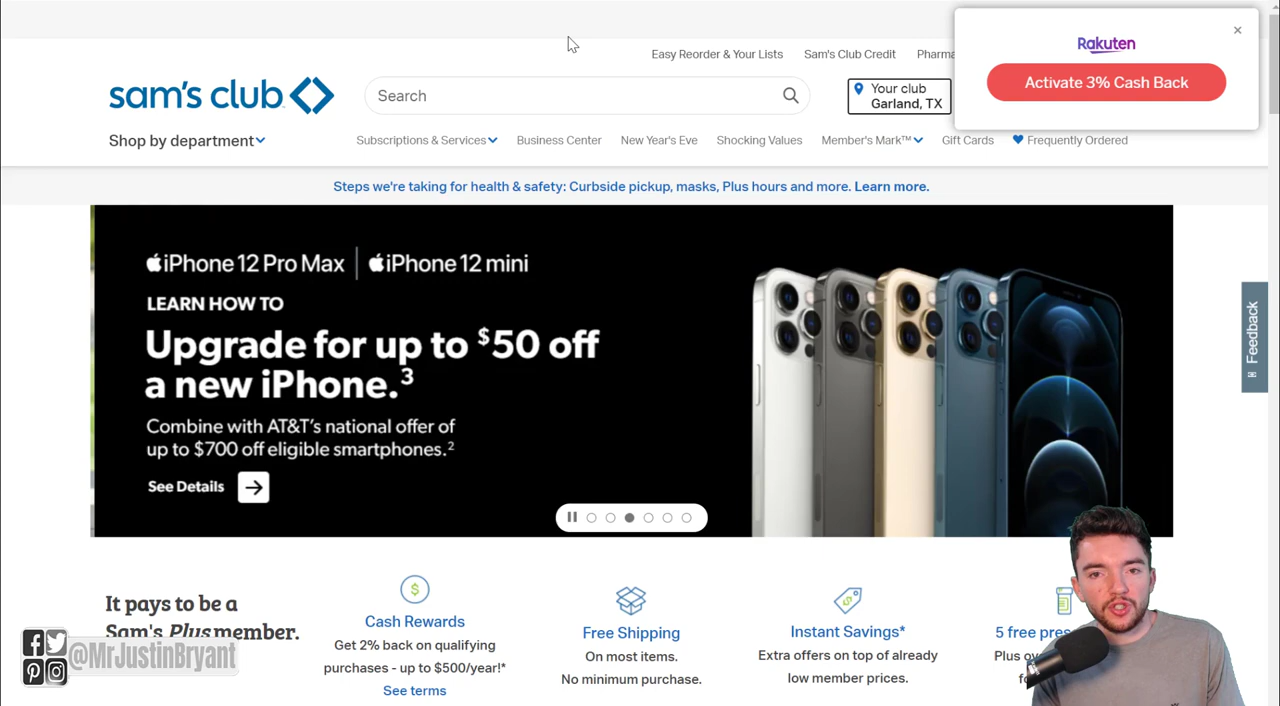 Rakuten
Activate 3% Cash Back
Easy Reorder & Your Lists
Sam's Club Credit
sam's club
Search
Your club
Garland, TX
Shop by department
Subscriptions & Services
Business Center
New Year's Eve
Shocking Values
Member's Mark™
Gift Cards
Frequently Ordered
Steps we're taking for health & safety: Curbside pickup, masks, Plus hours and more. Learn more.
iPhone 12 Pro Max | iPhone 12 mini
LEARN HOW TO
Upgrade for up to $50 off
a new iPhone.³
Combine with AT&T's national offer of
up to $700 off eligible smartphones.²
See Details
Feedback
It pays to be a
Sam's Plus member.
Cash Rewards
Get 2% back on qualifying
purchases - up to $500/year!*
See terms
Free Shipping
On most items.
No minimum purchase.
Instant Savings*
Extra offers on top of already
low member prices.
5 free
Plus
@MrJustinBryant